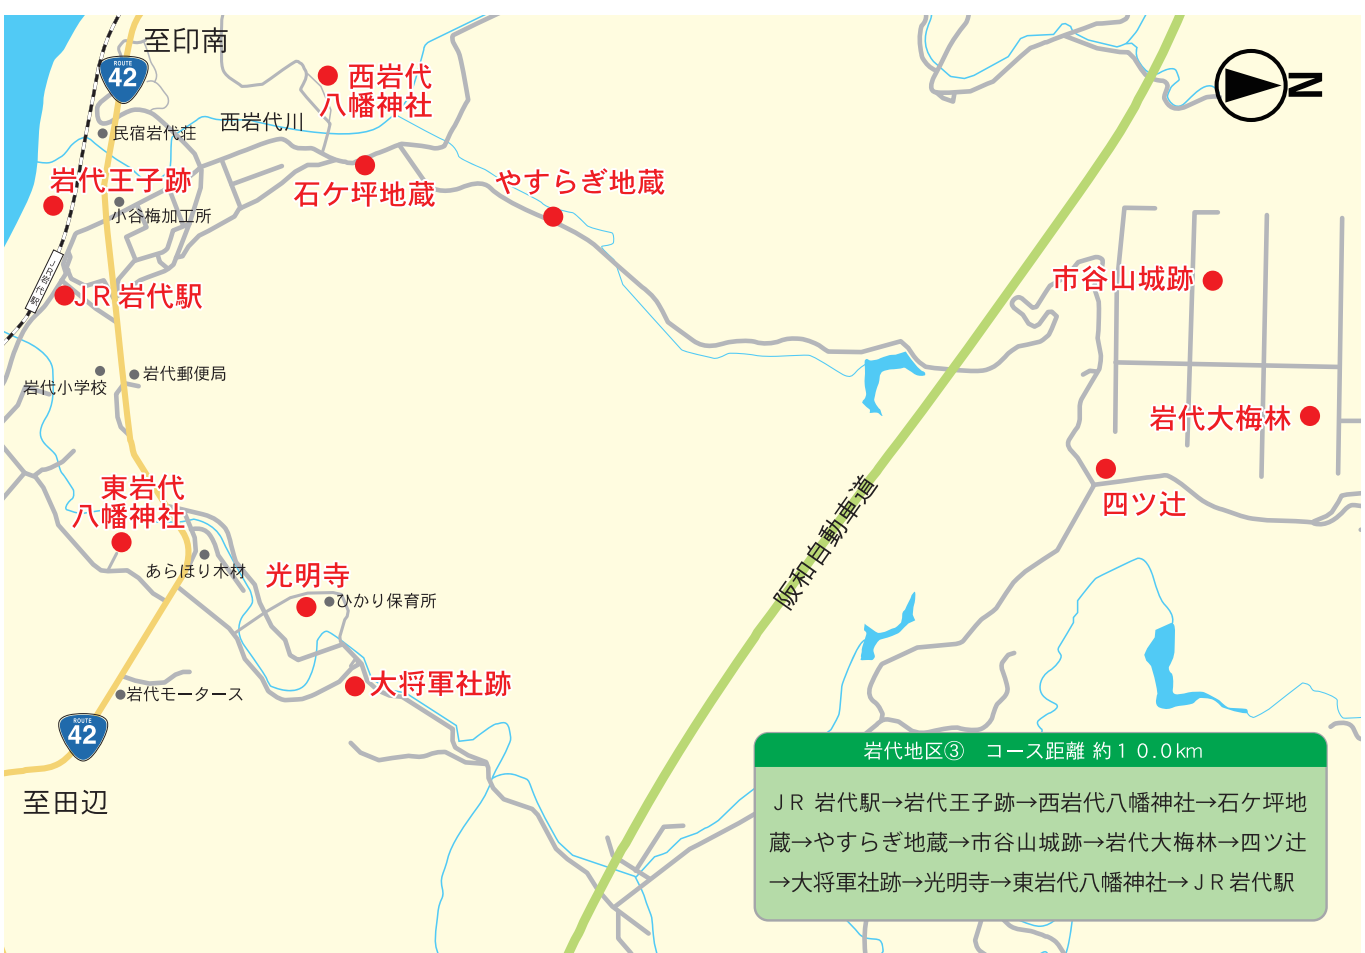 至印南
ROUTE
42
西岩代
八幡神社
西岩代川
民宿岩代荘
N
岩代王子跡
石ケ坪地蔵
やすらぎ地蔵
小谷梅加工所
JR岩代駅
JR 岩代駅
市谷山城跡
岩代郵便局
岩代小学校
岩代大梅林
東岩代
八幡神社
四ツ辻
阪和自動車道
あらほり木材
光明寺
ひかり保育所
大将軍社跡
岩代モータース
ROUTE
42
至田辺
岩代地区③ コース距離 約10.0km
JR 岩代駅→岩代王子跡→西岩代八幡神社→石ケ坪地
蔵→やすらぎ地蔵→市谷山城跡→岩代大梅林→四ツ辻
→大将軍社跡→光明寺→東岩代八幡神社→JR岩代駅